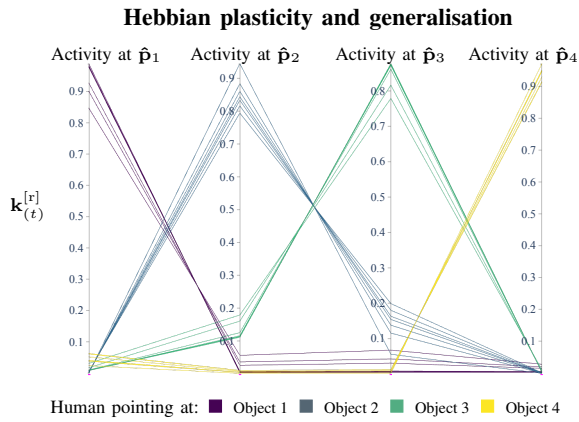 Hebbian plasticity and generalisation
Activity at p̂₁ Activity at p̂₂ Activity at p̂₃ Activity at p̂₄
0.9 0.8 0.7 0.6 0.5 0.4 0.3 0.2 0.1
0.9 0.8 0.7 0.6 0.5 0.4 0.3 0.2 0.1
0.9 0.8 0.7 0.6 0.5 0.4 0.3 0.2 0.1
0.9 0.8 0.7 0.6 0.5 0.4 0.3 0.2 0.1
k₍ₜ₎^[r]
Human pointing at: Object 1 Object 2 Object 3 Object 4